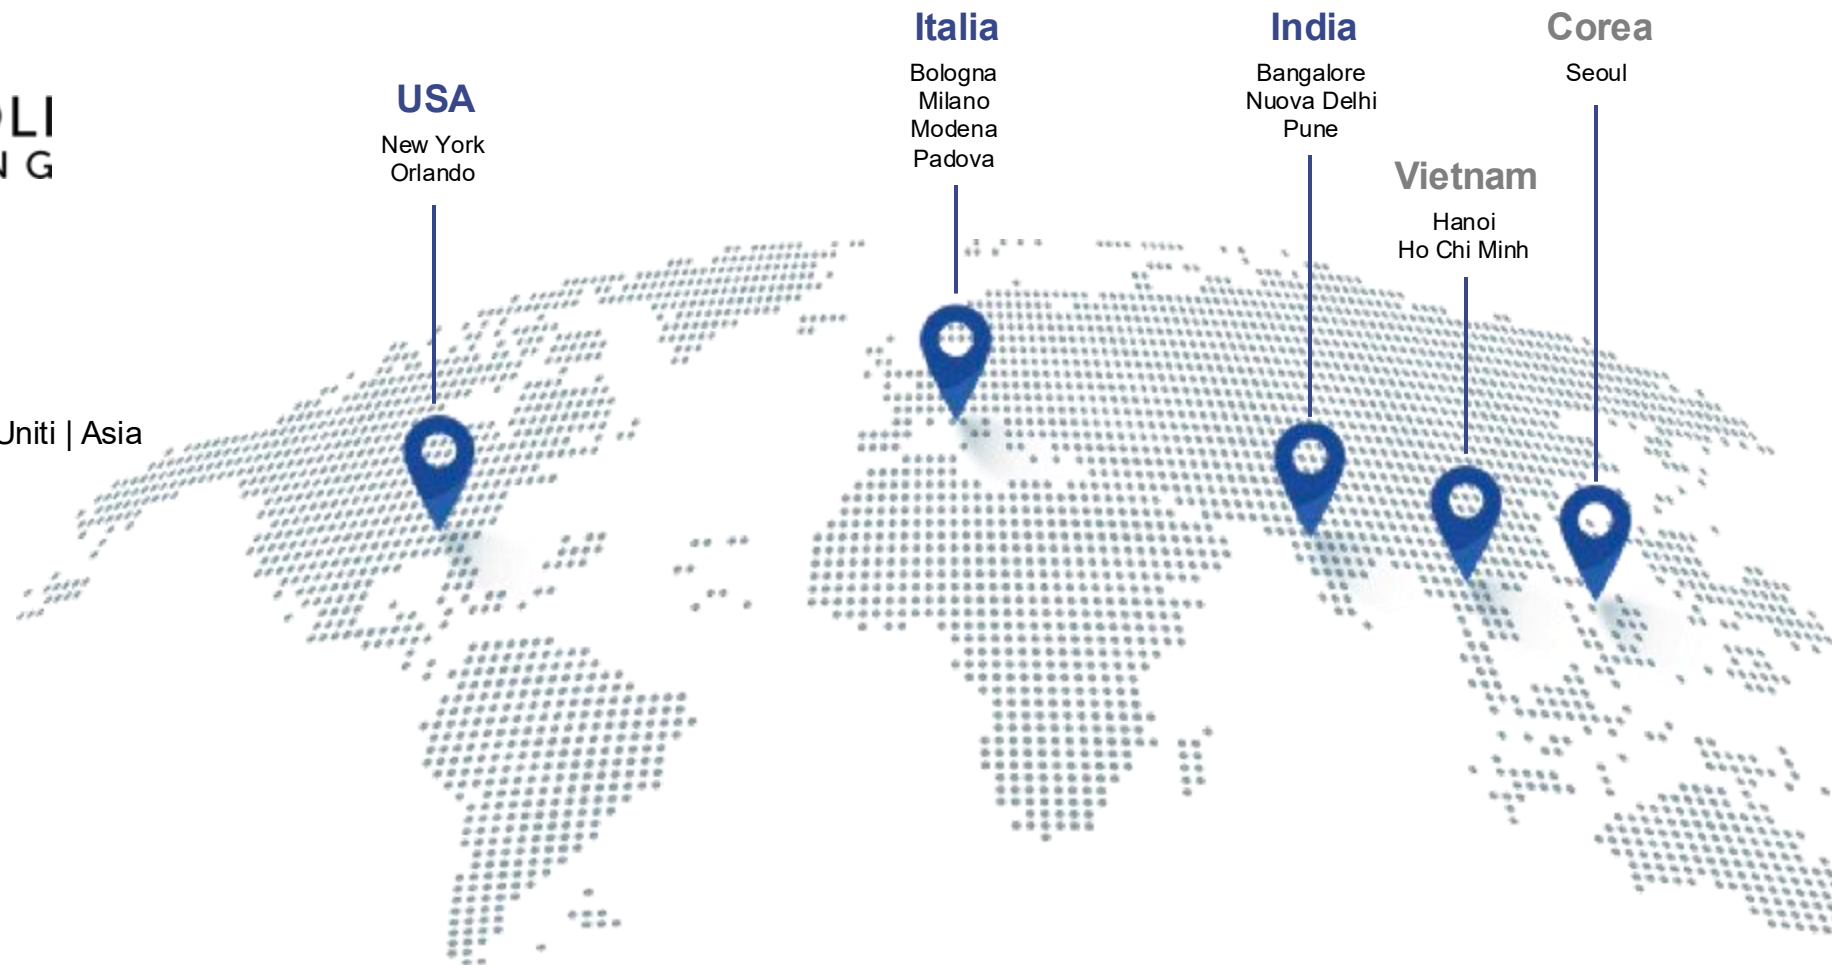 Italia
Bologna
Milano
Modena
Padova
India
Bangalore
Nuova Delhi
Pune
Corea
Seoul
USA
New York
Orlando
Vietnam
Hanoi
Ho Chi Minh
LI
G
Uniti | Asia